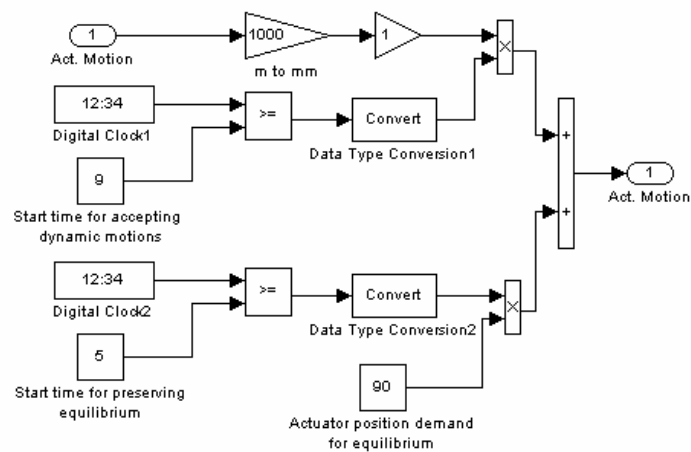 1
Act. Motion
1000
m to mm
1
×
12:34
Digital Clock1
>=
Convert
Data Type Conversion1
9
Start time for accepting
dynamic motions
+
+
1
Act. Motion
12:34
Digital Clock2
>=
Convert
Data Type Conversion2
×
5
Start time for preserving
equilibrium
90
Actuator position demand
for equilibrium